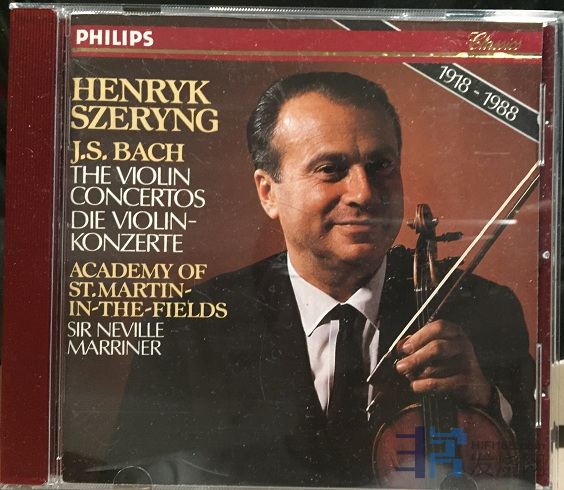 PHILIPS
Classics
1918 - 1988
HENRYK
SZERYNG
J.S. BACH
THE VIOLIN
CONCERTOS
DIE VIOLIN-
KONZERTE
ACADEMY OF
ST. MARTIN-
IN-THE-FIELDS
SIR NEVILLE
MARRINER